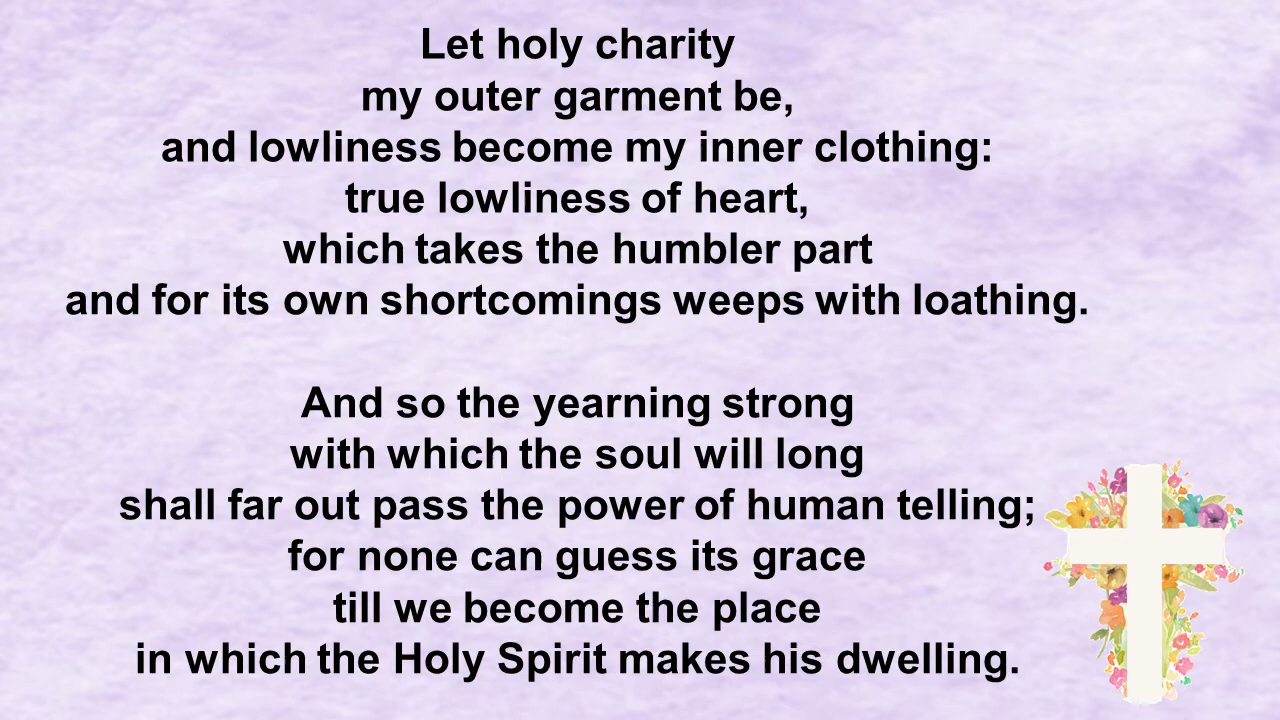 Let holy charity
my outer garment be,
and lowliness become my inner clothing:
true lowliness of heart,
which takes the humbler part
and for its own shortcomings weeps with loathing.
And so the yearning strong
with which the soul will long
shall far out pass the power of human telling;
for none can guess its grace
till we become the place
in which the Holy Spirit makes his dwelling.